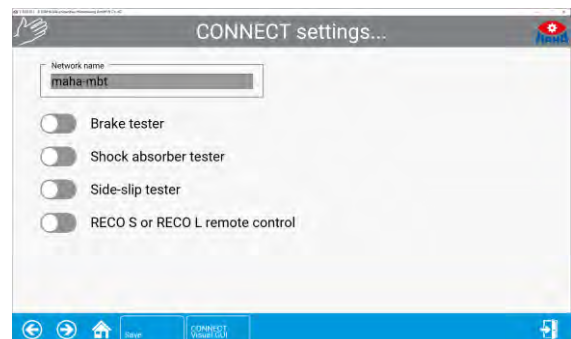 CONNECT settings...
MAHA
Network name
maha-mbt
Brake tester
Shock absorber tester
Side-slip tester
RECO S or RECO L remote control
Save
CONNECT
Visual GUI